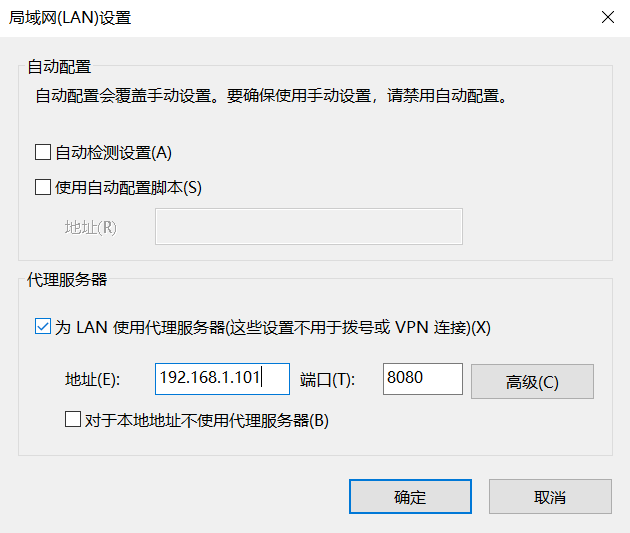 局域网(LAN)设置
自动配置
自动配置会覆盖手动设置。要确保使用手动设置，请禁用自动配置。
自动检测设置(A)
使用自动配置脚本(S)
地址(R)
代理服务器
为 LAN 使用代理服务器(这些设置不用于拨号或 VPN 连接)(X)
地址(E): 192.168.1.101 端口(T): 8080 高级(C)
对于本地地址不使用代理服务器(B)
确定 取消